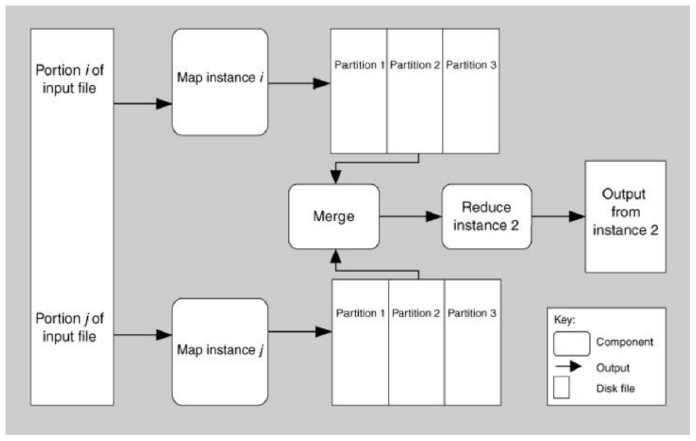 Portion i of
input file
Map instance i
Partition 1
Partition 2
Partition 3
Merge
Reduce
instance 2
Output
from
instance 2
Portion j of
input file
Map instance j
Partition 1
Partition 2
Partition 3
Key:
Component
Output
Disk file